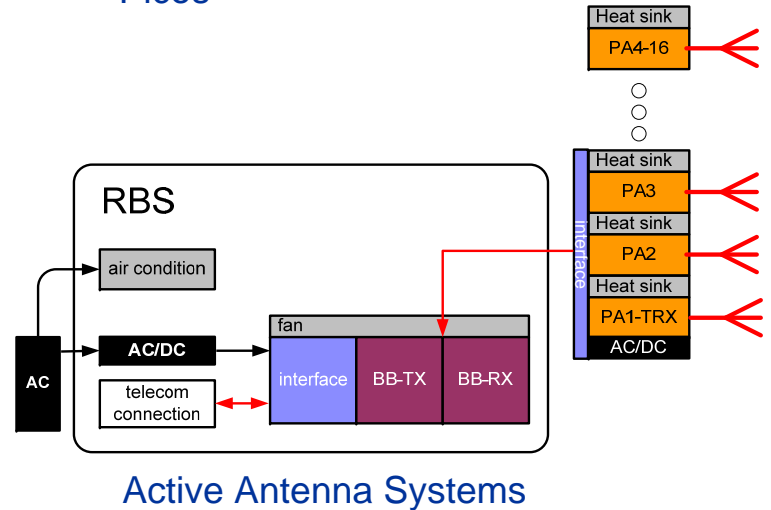 Heat sink
PA4-16
Heat sink
PA3
Heat sink
PA2
Heat sink
PA1-TRX
AC/DC
interface
RBS
air condition
AC
AC/DC
telecom
connection
fan
interface
BB-TX
BB-RX
Active Antenna Systems